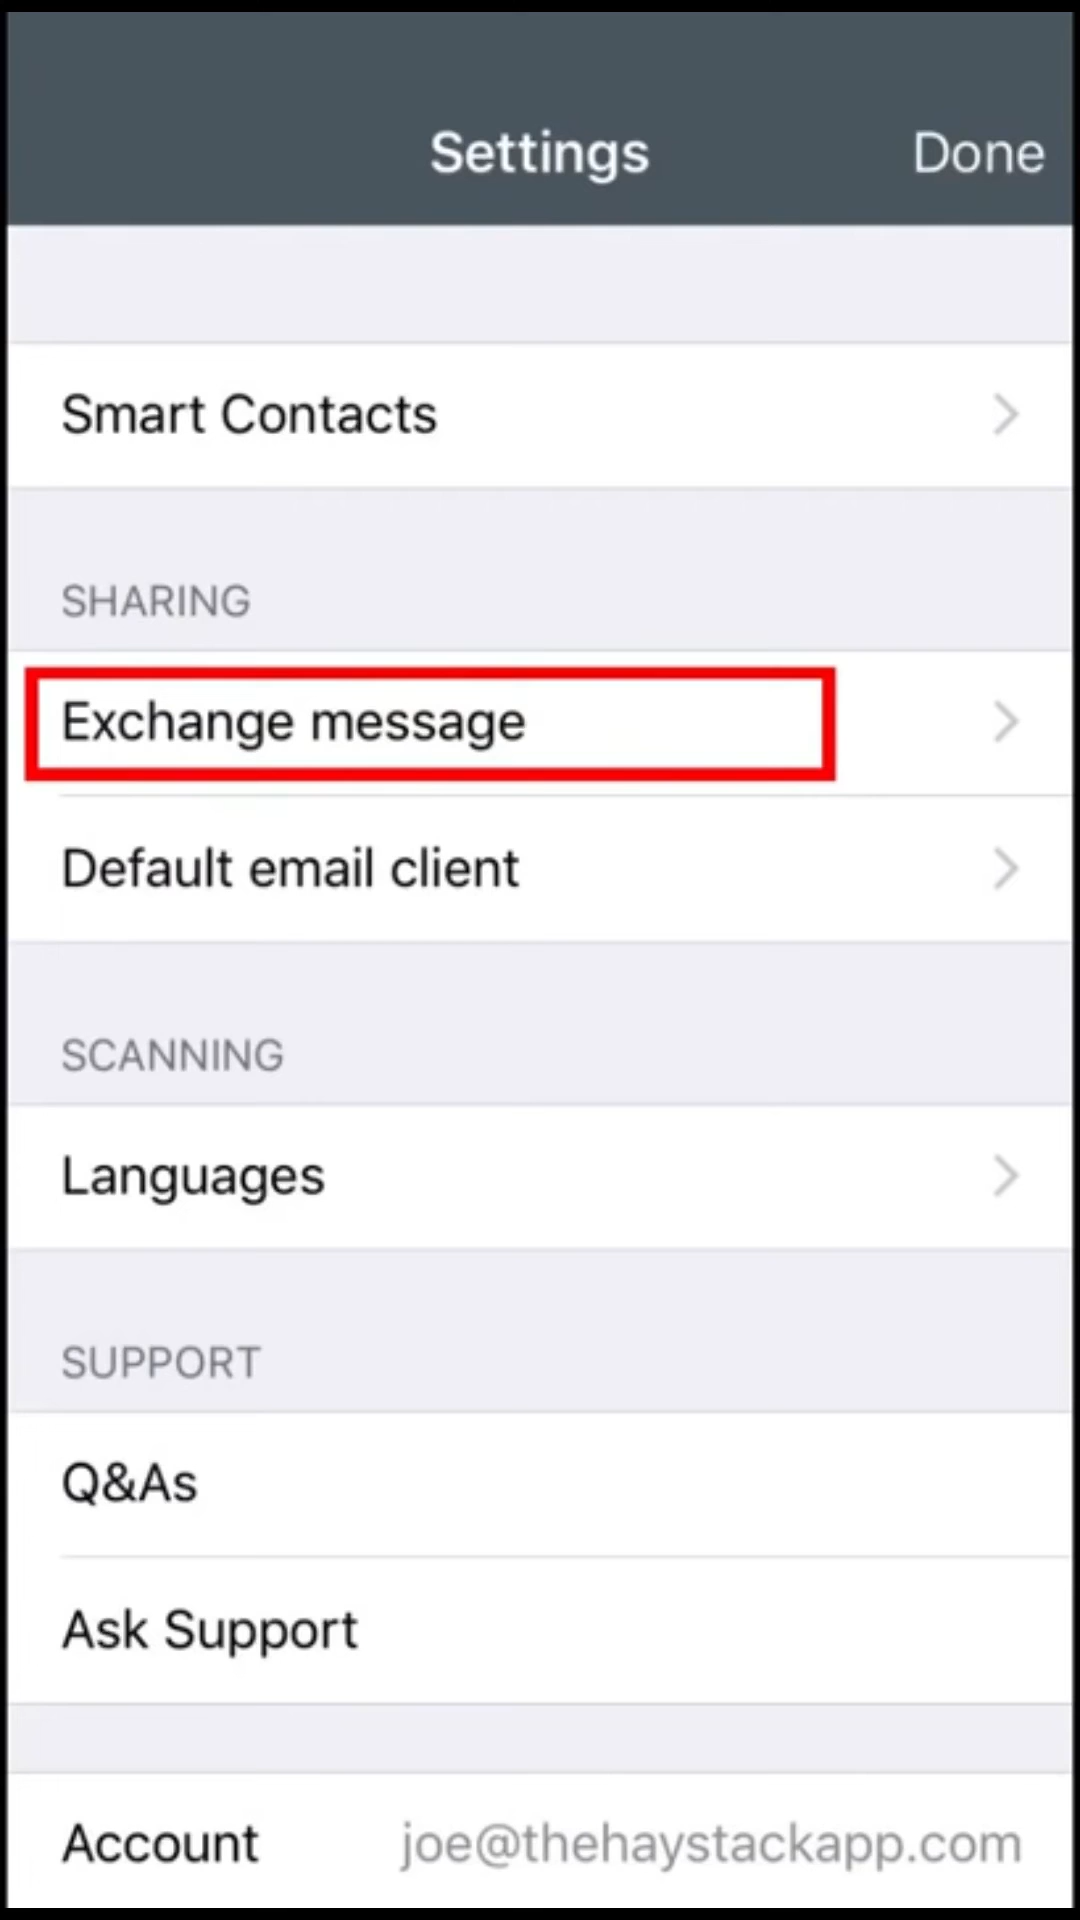 Settings
Done
Smart Contacts
SHARING
Exchange message
Default email client
SCANNING
Languages
SUPPORT
Q&As
Ask Support
Account
joe@thehaystackapp.com